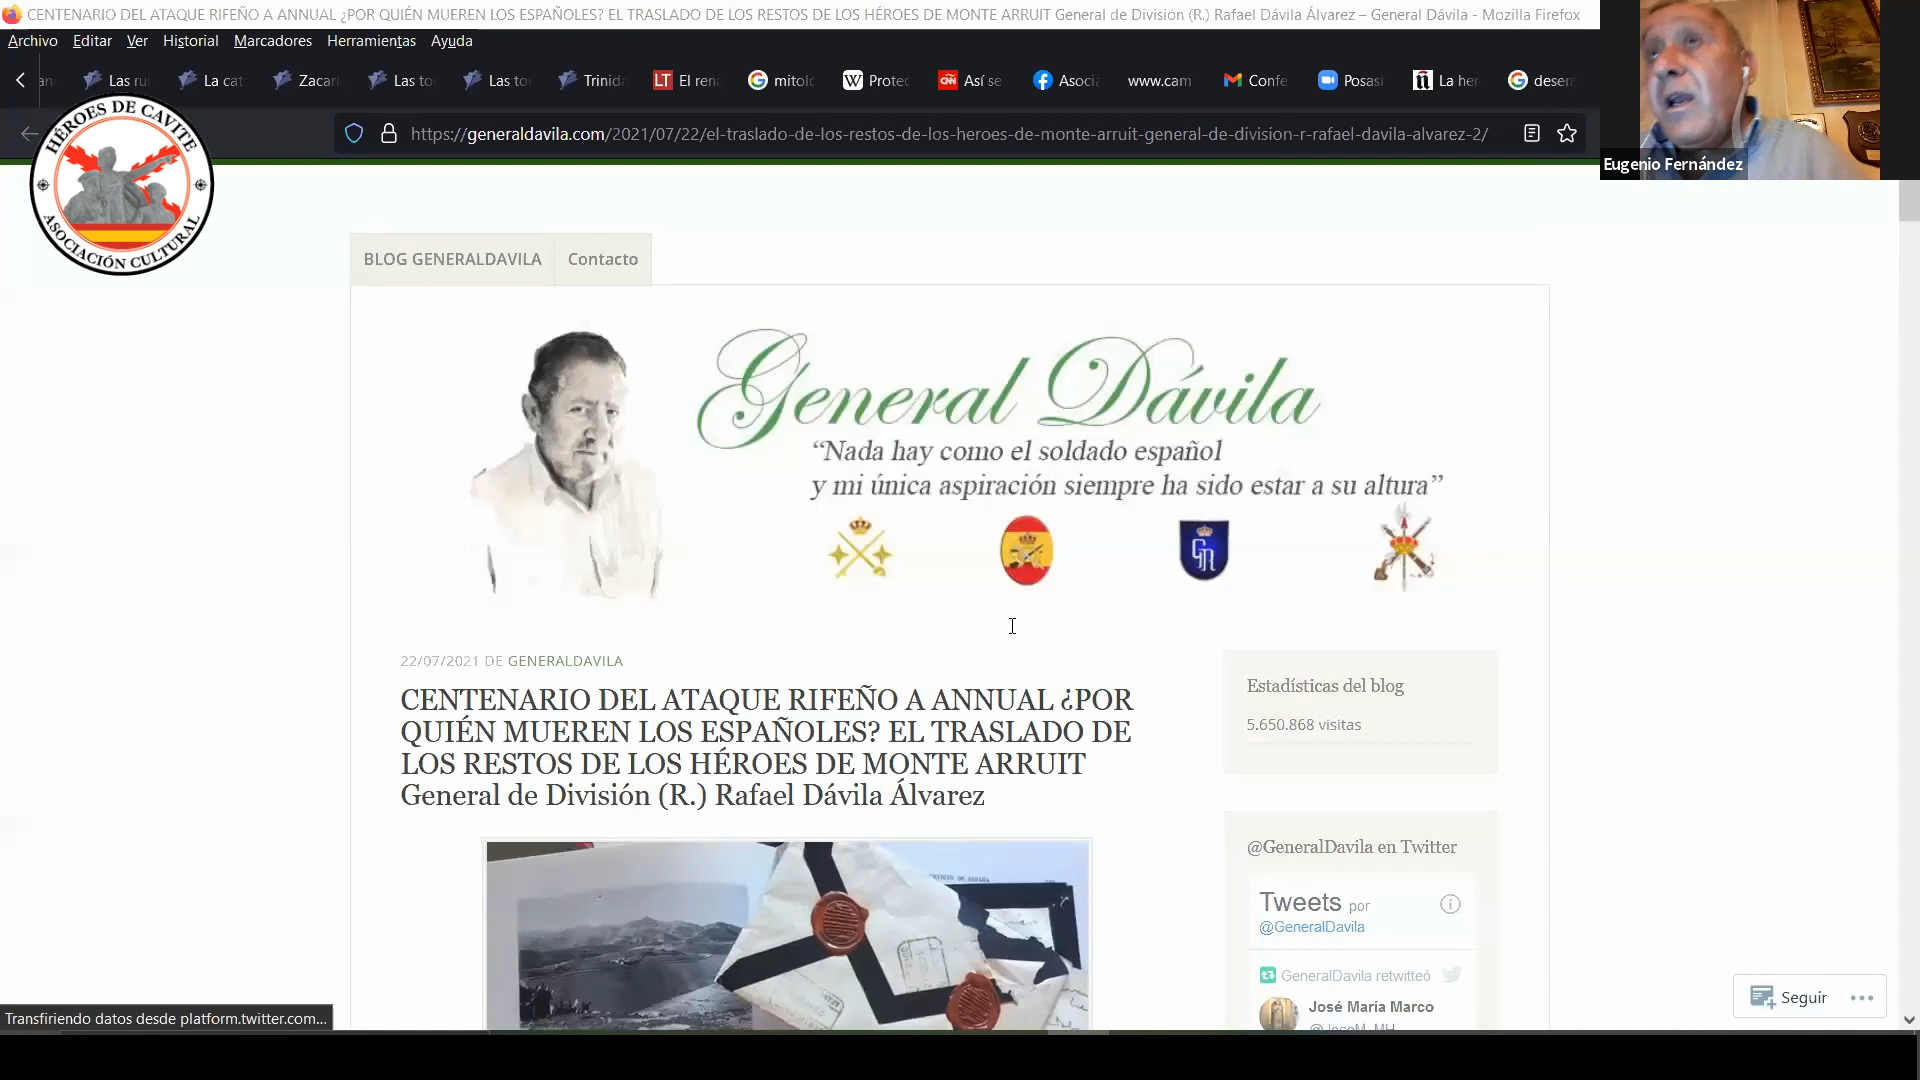 CENTENARIO DEL ATAQUE RIFEÑO A ANNUAL ¿POR QUIÉN MUEREN LOS ESPAÑOLES? EL TRASLADO DE LOS RESTOS DE LOS HÉROES DE MONTE ARRUIT General de División (R.) Rafael Dávila Álvarez – General Dávila - Mozilla Firefox
Archivo Editar Ver Historial Marcadores Herramientas Ayuda
Las rui La cat Zacari Las to Las to Trinid LT El ren mitolo W Protec CNN Así se Asocia www.cam Confe Posas La her desem
https://generaldavila.com/2021/07/22/el-traslado-de-los-restos-de-los-heroes-de-monte-arruit-general-de-division-r-rafael-davila-alvarez-2/
Eugenio Fernández
HÉROES DE CAVITE
ASOCIACIÓN CULTURAL
BLOG GENERALDAVILA Contacto
General Dávila
“Nada hay como el soldado español
y mi única aspiración siempre ha sido estar a su altura”
22/07/2021 DE GENERALDAVILA
CENTENARIO DEL ATAQUE RIFEÑO A ANNUAL ¿POR
QUIÉN MUEREN LOS ESPAÑOLES? EL TRASLADO DE
LOS RESTOS DE LOS HÉROES DE MONTE ARRUIT
General de División (R.) Rafael Dávila Álvarez
Estadísticas del blog
5.650.868 visitas
@GeneralDavila en Twitter
Tweets por
@GeneralDavila
GeneralDavila retwitteó
José María Marco
@JoseM_MH
Seguir
Transfiriendo datos desde platform.twitter.com...